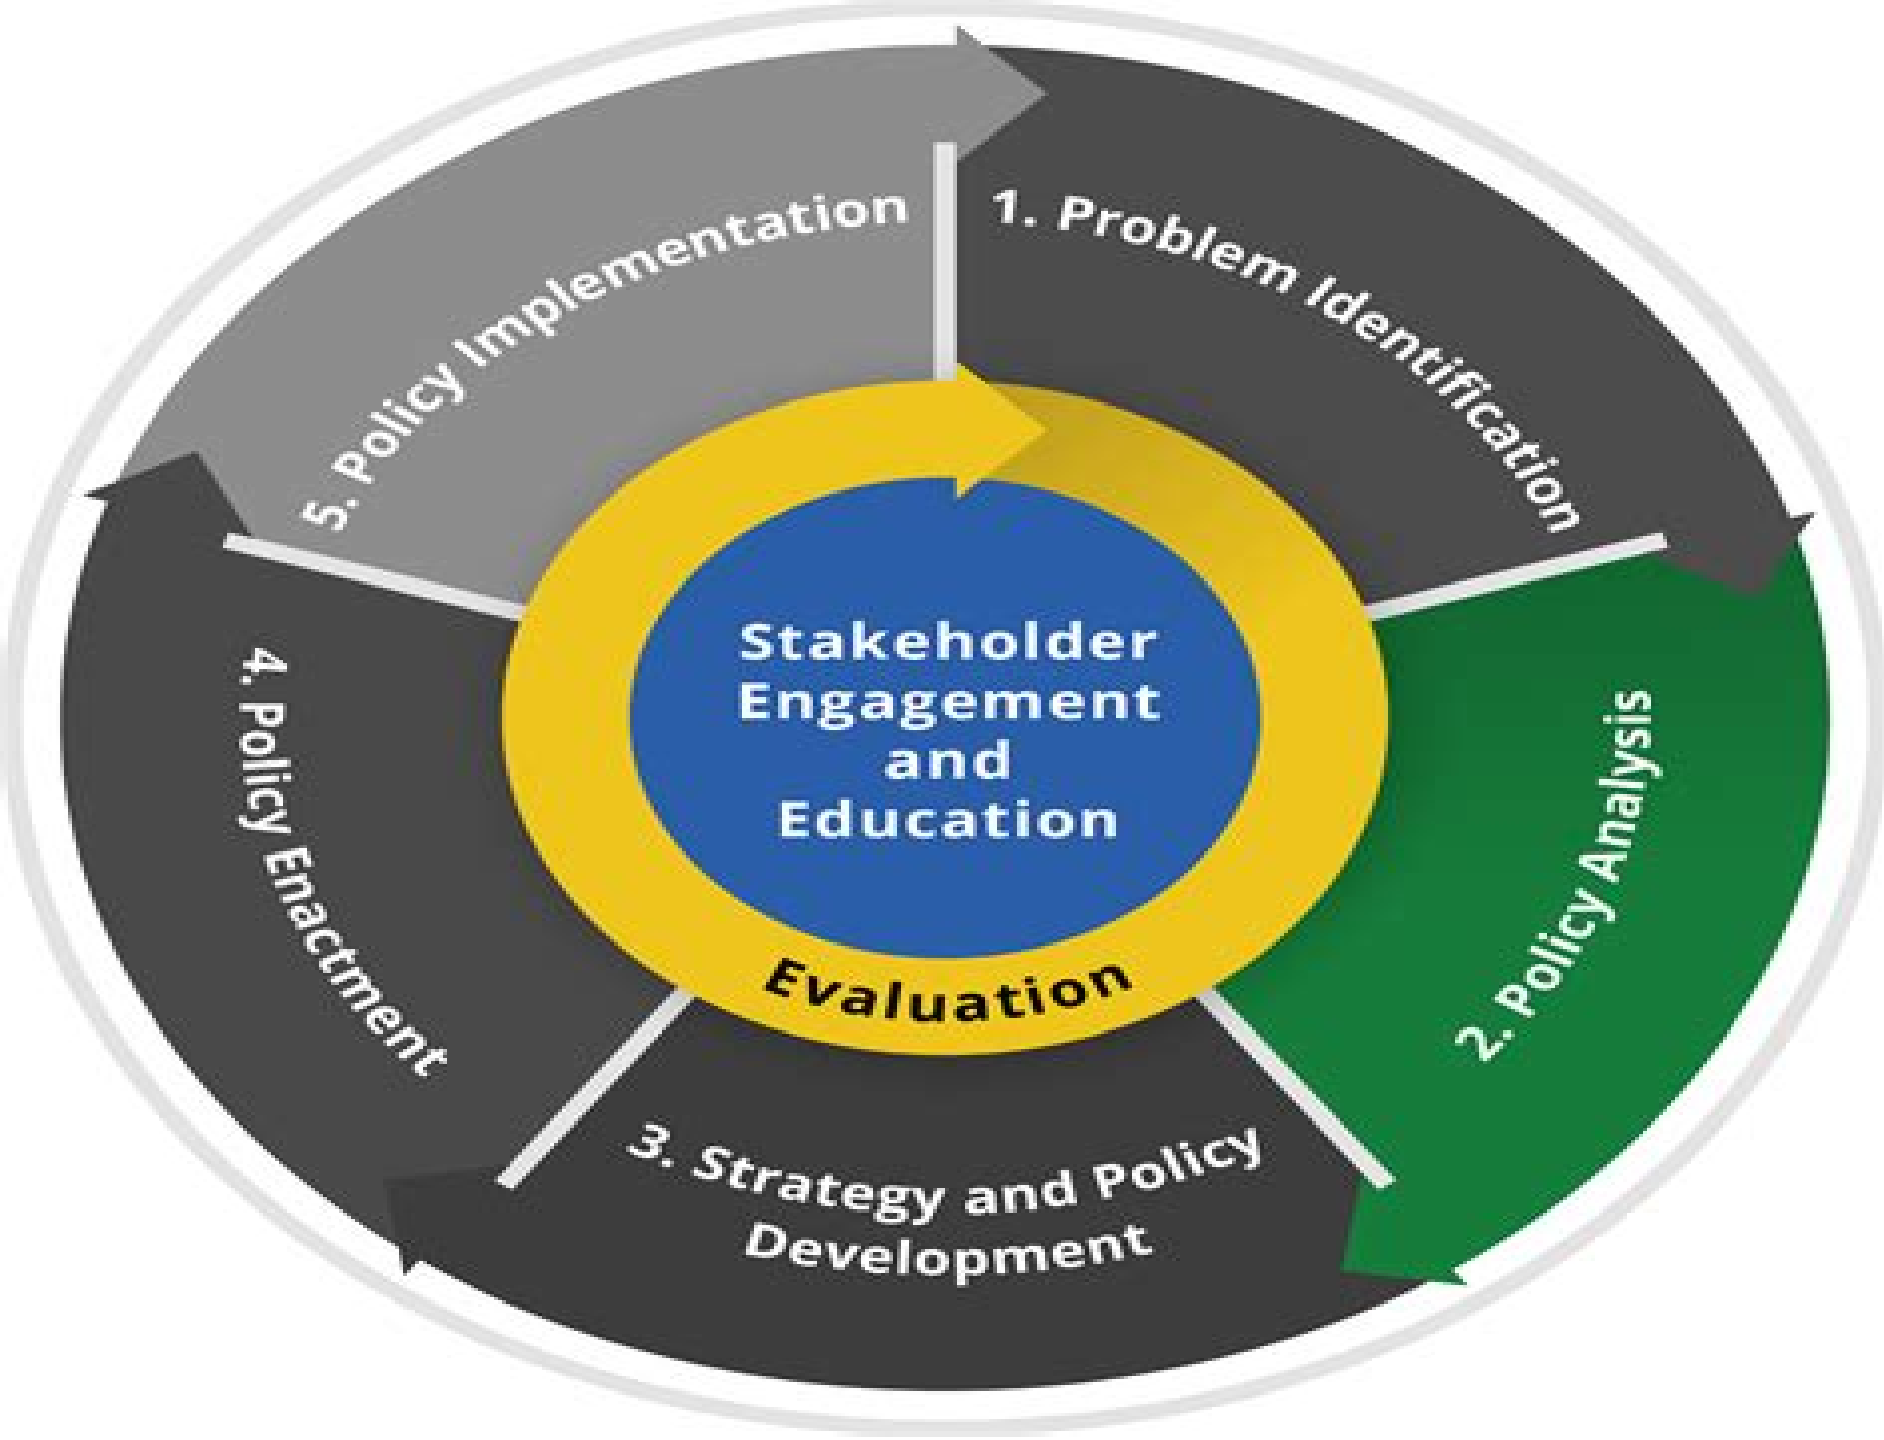 1. Problem Identification
2. Policy Analysis
3. Strategy and Policy
Development
4. Policy Enactment
5. Policy Implementation
Evaluation
Stakeholder
Engagement
and
Education